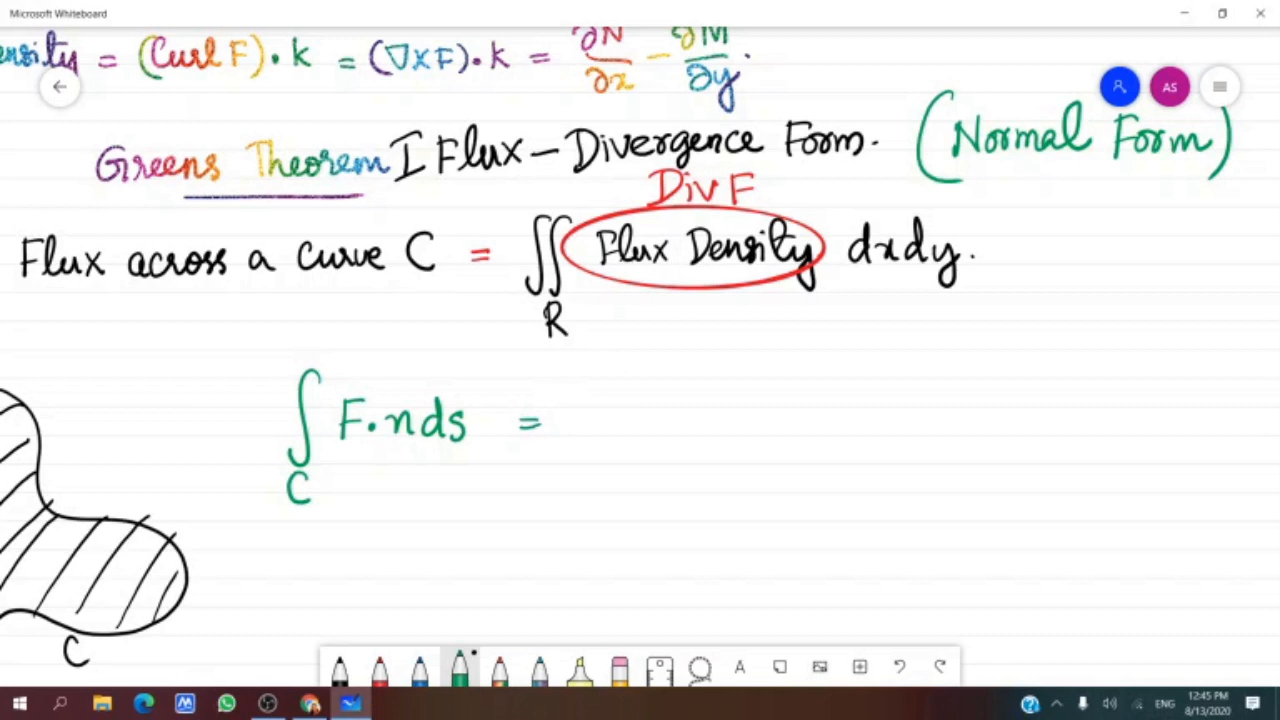 Microsoft Whiteboard
ensity = (Curl F)·k = (∇XF)·k = ∂N/∂x − ∂M/∂y.
AS
Greens Theorem I Flux – Divergence Form. (Normal Form)
Div F
Flux across a curve C = ∬ Flux Density dxdy.
R
∫ F·nds =
C
C
A
ENG
12:45 PM
8/13/2020